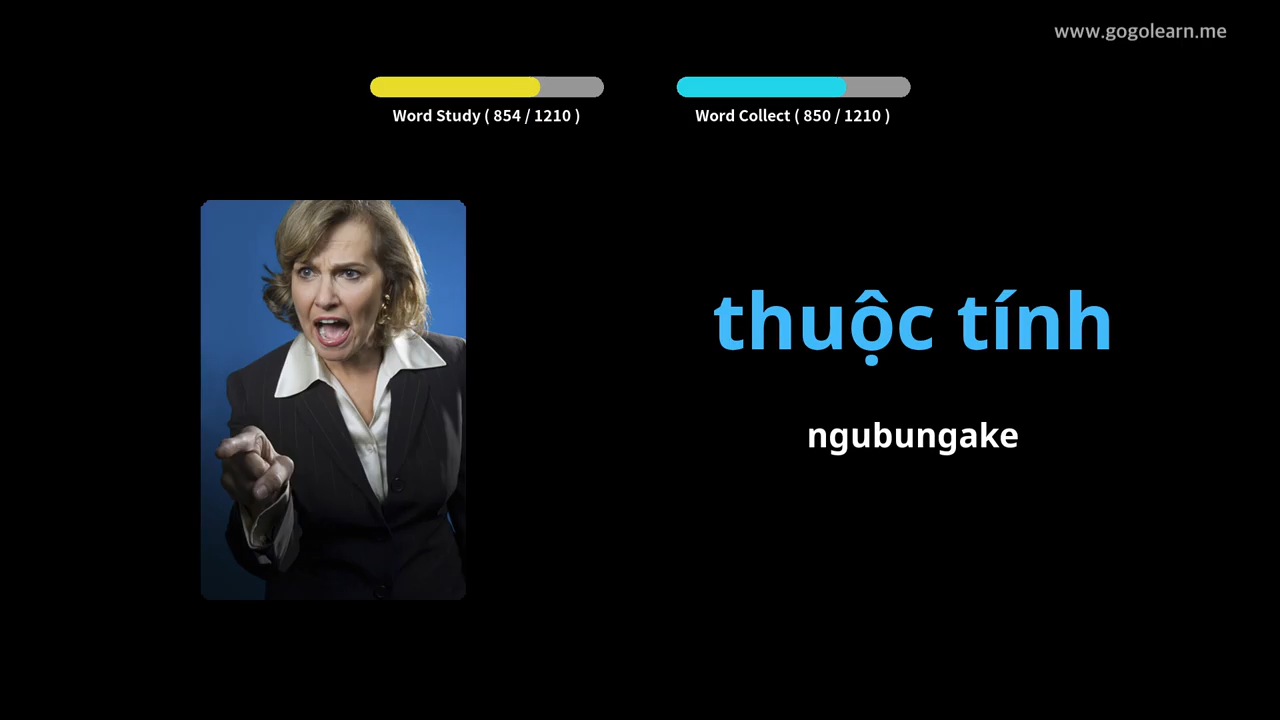 www.gogolearn.me
Word Study ( 854 / 1210 )
Word Collect ( 850 / 1210 )
thuộc tính
ngubungake